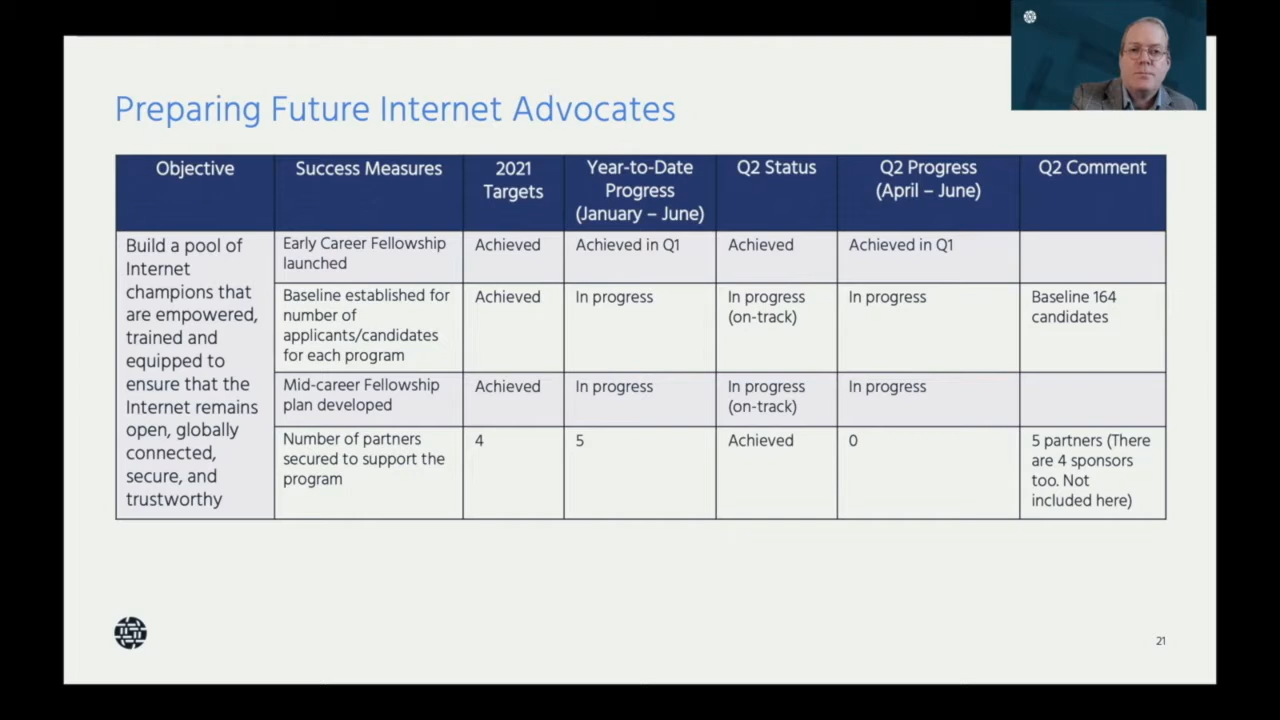 Preparing Future Internet Advocates
Objective
Success Measures
2021
Targets
Year-to-Date
Progress
(January – June)
Q2 Status
Q2 Progress
(April – June)
Q2 Comment
Build a pool of
Internet
champions that
are empowered,
trained and
equipped to
ensure that the
Internet remains
open, globally
connected,
secure, and
trustworthy
Early Career Fellowship
launched
Achieved
Achieved in Q1
Achieved
Achieved in Q1
Baseline established for
number of
applicants/candidates
for each program
Achieved
In progress
In progress
(on-track)
In progress
Baseline 164
candidates
Mid-career Fellowship
plan developed
Achieved
In progress
In progress
(on-track)
In progress
Number of partners
secured to support the
program
4
5
Achieved
0
5 partners (There
are 4 sponsors
too. Not
included here)
21